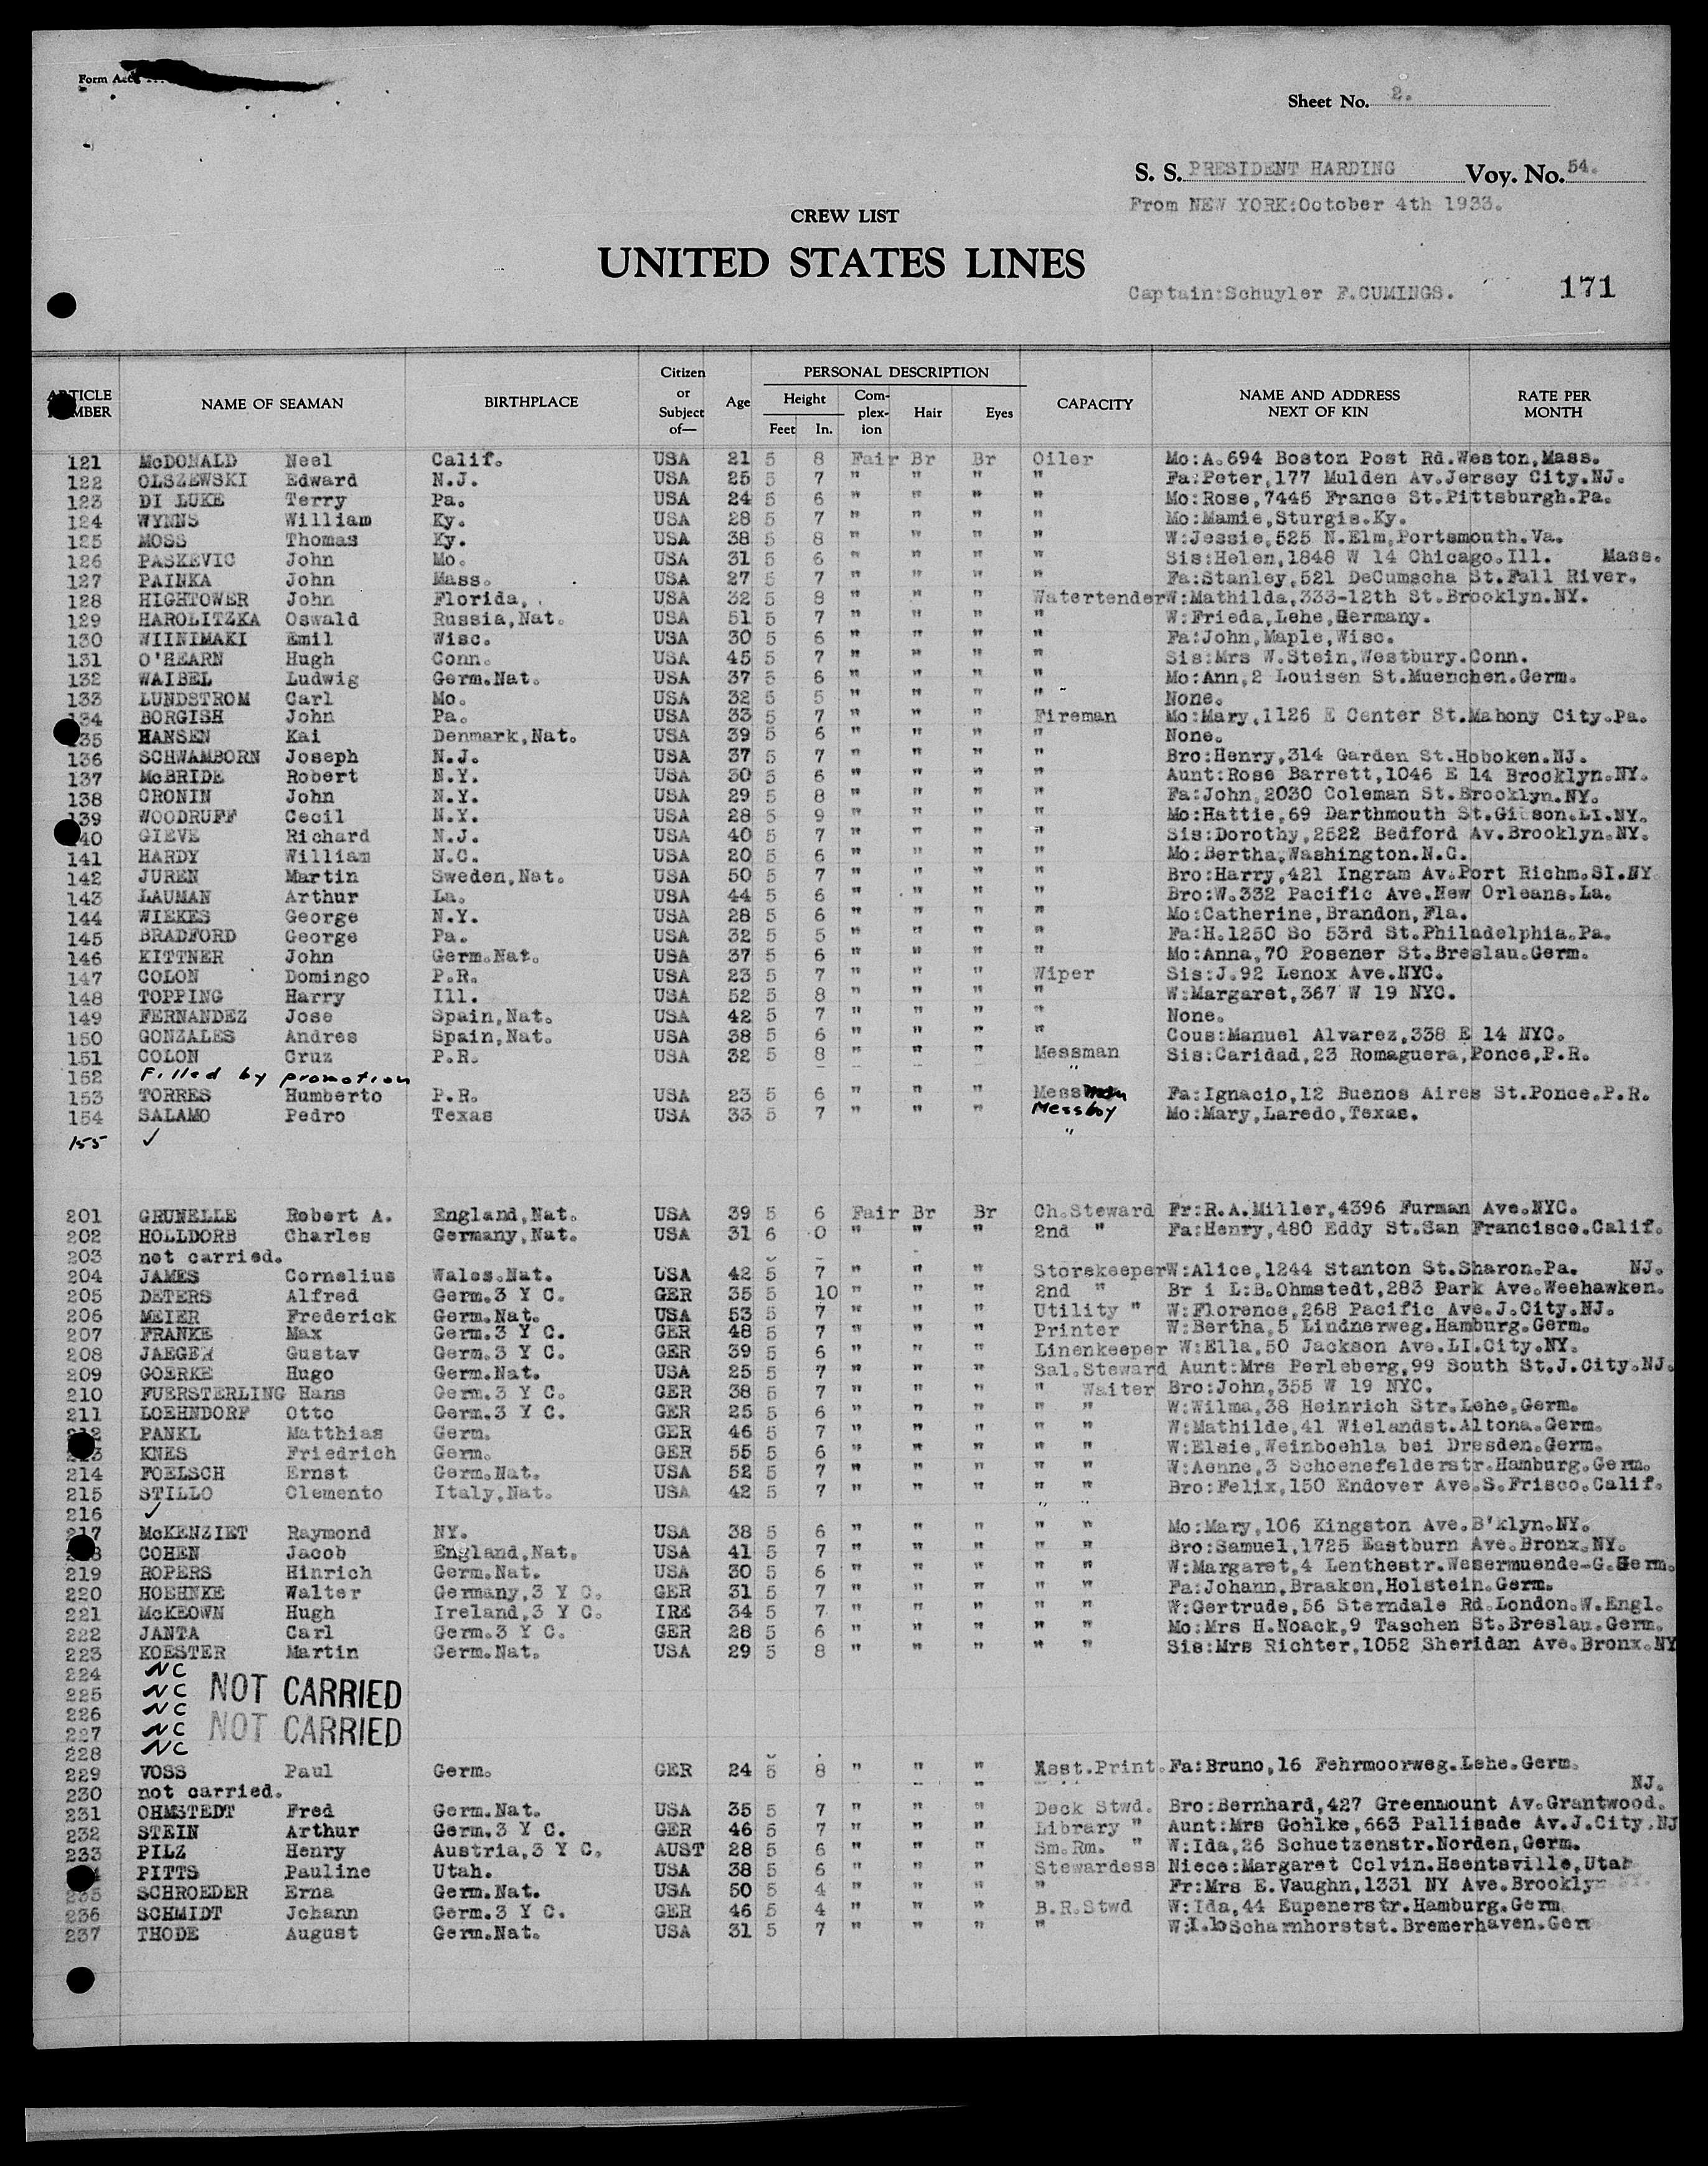 Form Acc
Sheet No. 2.
S. S. PRESIDENT HARDING Voy. No. 54.
From NEW YORK:October 4th 1933.
CREW LIST
UNITED STATES LINES
Captain:Schuyler F.CUMINGS. 171
ARTICLE NUMBER NAME OF SEAMAN BIRTHPLACE Citizen or Subject of— Age PERSONAL DESCRIPTION Height Feet In. Complexion Hair Eyes CAPACITY NAME AND ADDRESS NEXT OF KIN RATE PER MONTH
121 McDONALD Neel Calif. USA 21 5 8 Fair Br Br Oiler Mo:A.694 Boston Post Rd.Weston,Mass.
122 OLSZEWSKI Edward N.J. USA 25 5 7 " " " " Fa:Peter,177 Mulden Av.Jersey City.NJ.
123 DI LUKE Terry Pa. USA 24 5 6 " " " " Mo:Rose,7445 France St.Pittsburgh.Pa.
124 WYNNS William Ky. USA 28 5 7 " " " " Mo:Mamie,Sturgis.Ky.
125 MOSS Thomas Ky. USA 38 5 8 " " " " W:Jessie,525 N.Elm,Portsmouth.Va.
126 PASKEVIC John Mo. USA 31 5 6 " " " " Sis:Helen,1848 W 14 Chicago.Ill. Mass.
127 PAINKA John Mass. USA 27 5 7 " " " " Fa:Stanley,521 DeCumscha St.Fall River.
128 HIGHTOWER John Florida, USA 32 5 8 " " " Watertender W:Mathilda,333-12th St.Brooklyn.NY.
129 HAROLITZKA Oswald Russia,Nat. USA 51 5 7 " " " " W:Frieda,Lehe,Germany.
130 WIINIMAKI Emil Wisc. USA 30 5 6 " " " " Fa:John,Maple,Wisc.
131 O'HEARN Hugh Conn. USA 45 5 7 " " " " Sis:Mrs W.Stein,Westbury.Conn.
132 WAIBEL Ludwig Germ.Nat. USA 37 5 6 " " " " Mo:Ann,2 Louisen St.Muenchen.Germ.
133 LUNDSTROM Carl Mo. USA 32 5 5 " " " " None.
134 BORGISH John Pa. USA 33 5 7 " " " Fireman Mo:Mary,1126 E Center St.Mahony City.Pa.
135 HANSEN Kai Denmark,Nat. USA 39 5 6 " " " " None.
136 SCHWAMBORN Joseph N.J. USA 37 5 7 " " " " Bro:Henry,314 Garden St.Hoboken.NJ.
137 McBRIDE Robert N.Y. USA 30 5 6 " " " " Aunt:Rose Barrett,1046 E 14 Brooklyn.NY.
138 CRONIN John N.Y. USA 29 5 8 " " " " Fa:John,2030 Coleman St.Brooklyn.NY.
139 WOODRUFF Cecil N.Y. USA 28 5 9 " " " " Mo:Hattie,69 Darthmouth St.Gibson.LI.NY.
140 GIEVE Richard N.J. USA 40 5 7 " " " " Sis:Dorothy,2522 Bedford Av.Brooklyn.NY.
141 HARDY William N.C. USA 20 5 6 " " " " Mo:Bertha,Washington.N.C.
142 JUREN Martin Sweden,Nat. USA 50 5 7 " " " " Bro:Harry,421 Ingram Av.Port Richm.SI.NY
143 LAUMAN Arthur La. USA 44 5 6 " " " " Bro:W.332 Pacific Ave.New Orleans.La.
144 WIEKES George N.Y. USA 28 5 6 " " " " Mo:Catherine,Brandon,Fla.
145 BRADFORD George Pa. USA 32 5 5 " " " " Fa:H.1250 So 53rd St.Philadelphia.Pa.
146 KITTNER John Germ.Nat. USA 37 5 6 " " " " Mo:Anna,70 Posener St.Breslau.Germ.
147 COLON Domingo P.R. USA 23 5 7 " " " Wiper Sis:J.92 Lenox Ave.NYC.
148 TOPPING Harry Ill. USA 52 5 8 " " " " W:Margaret,367 W 19 NYC.
149 FERNANDEZ Jose Spain,Nat. USA 42 5 7 " " " " None.
150 GONZALES Andres Spain,Nat. USA 38 5 6 " " " " Cous:Manuel Alvarez,338 E 14 NYC.
151 COLON Cruz P.R. USA 32 5 8 " " " Messman Sis:Caridad,23 Romaguera,Ponce,P.R.
152 Filled by promotion "
153 TORRES Humberto P.R. USA 23 5 6 " " " Messman Fa:Ignacio,12 Buenos Aires St.Ponce.P.R.
154 SALAMO Pedro Texas USA 33 5 7 " " " Messboy Mo:Mary,Laredo,Texas.
155 ✓ "
201 GRUNELLE Robert A. England,Nat. USA 39 5 6 Fair Br Br Ch.Steward Fr:R.A.Miller,4396 Furman Ave.NYC.
202 HOLLDORB Charles Germany,Nat. USA 31 6 0 " " " 2nd " Fa:Henry,480 Eddy St.San Francisco.Calif.
203 not carried.
204 JAMES Cornelius Wales.Nat. USA 42 5 7 " " " Storekeeper W:Alice,1244 Stanton St.Sharon.Pa. NJ.
205 DETERS Alfred Germ.3 Y C. GER 35 5 10 " " " 2nd " Br i L:B.Ohmstedt,283 Park Ave.Weehawken.
206 MEIER Frederick Germ.Nat. USA 53 5 7 " " " Utility " W:Florence,268 Pacific Ave.J.City.NJ.
207 FRANKE Max Germ.3 Y C. GER 48 5 7 " " " Printer W:Bertha,5 Lindnerweg.Hamburg.Germ.
208 JAEGER Gustav Germ.3 Y C. GER 39 5 6 " " " Linenkeeper W:Ella,50 Jackson Ave.LI.City.NY.
209 GOERKE Hugo Germ.Nat. USA 25 5 7 " " " Sal.Steward Aunt:Mrs Perleberg,99 South St.J.City.NJ.
210 FUERSTERLING Hans Germ.3 Y C. GER 38 5 7 " " " " Waiter Bro:John,355 W 19 NYC.
211 LOEHNDORF Otto Germ.3 Y C. GER 25 5 6 " " " " " W:Wilma,38 Heinrich Str.Lehe,Germ.
212 PANKL Matthias Germ. GER 46 5 7 " " " " " W:Mathilde,41 Wielandst.Altona.Germ.
213 KNES Friedrich Germ. GER 55 5 6 " " " " " W:Elsie,Weinboehla bei Dresden.Germ.
214 FOELSCH Ernst Germ.Nat. USA 52 5 7 " " " " " W:Aenne,3 Schoenefelderstr.Hamburg.Germ.
215 STILLO Clemento Italy,Nat. USA 42 5 7 " " " " " Bro:Felix,150 Endover Ave.S.Frisco.Calif.
216 ✓ " "
217 McKENZIET Raymond NY. USA 38 5 6 " " " " " Mo:Mary,106 Kingston Ave.B'klyn.NY.
218 COHEN Jacob England,Nat. USA 41 5 7 " " " " " Bro:Samuel,1725 Eastburn Ave.Bronx.NY.
219 ROPERS Hinrich Germ.Nat. USA 30 5 6 " " " " " W:Margaret,4 Lenthestr.Wesermuende-G.Germ.
220 HOEHNKE Walter Germany,3 Y C. GER 31 5 7 " " " " " Fa:Johann,Braaken,Holstein.Germ.
221 McKEOWN Hugh Ireland,3 Y C. IRE 34 5 7 " " " " " W:Gertrude,56 Sterndale Rd.London.W.Engl.
222 JANTA Carl Germ.3 Y C. GER 28 5 6 " " " " " Mo:Mrs H.Noack,9 Taschen St.Breslau.Germ.
223 KOESTER Martin Germ.Nat. USA 29 5 8 " " " " " Sis:Mrs Richter,1052 Sheridan Ave.Bronx.NY
224 NC
225 NC NOT CARRIED
226 NC
227 NC NOT CARRIED
228 NC
229 VOSS Paul Germ. GER 24 5 8 " " " Asst.Print. Fa:Bruno,16 Fehrmoorweg.Lehe.Germ.
230 not carried. " NJ.
231 OHMSTEDT Fred Germ.Nat. USA 35 5 7 " " " Deck Stwd. Bro:Bernhard,427 Greenmount Av.Grantwood.
232 STEIN Arthur Germ.3 Y C. GER 46 5 7 " " " Library " Aunt:Mrs Gohlke,663 Pallisade Av.J.City.NJ
233 PILZ Henry Austria,3 Y C. AUST 28 5 6 " " " Sm.Rm. " W:Ida,26 Schuetzenstr.Norden,Germ.
234 PITTS Pauline Utah. USA 38 5 6 " " " Stewardess Niece:Margaret Colvin.Hsentsville,Utah
235 SCHROEDER Erna Germ.Nat. USA 50 5 4 " " " " Fr:Mrs E.Vaughn,1331 NY Ave.Brooklyn NY.
236 SCHMIDT Johann Germ.3 Y C. GER 46 5 4 " " " B.R.Stwd W:Ida,44 Eupenerstr.Hamburg.Germ
237 THODE August Germ.Nat. USA 31 5 7 " " " " Scharnhorstst.Bremerhaven.Germ